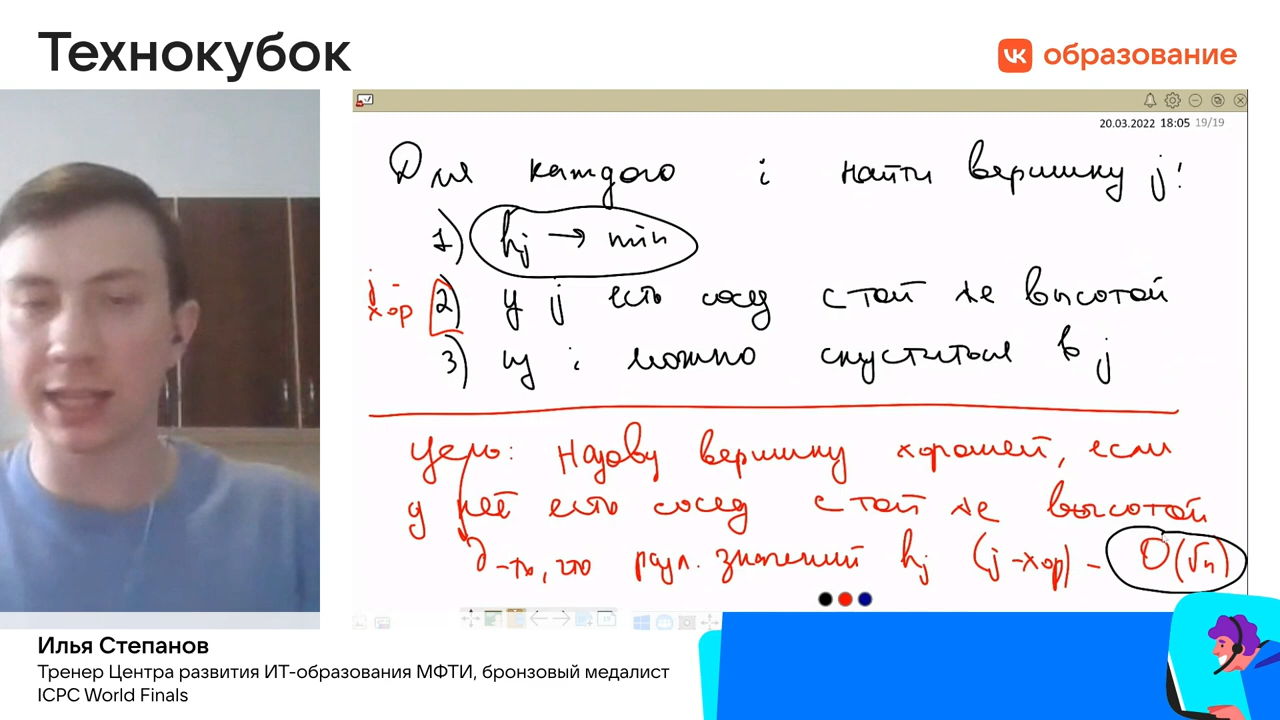 Технокубок
VK образование
20.03.2022 18:05 19/19
Для каждого i найти вершину j:
1) hj → min
j - хор
2) у j есть сосед с той же высотой
3) из i можно спуститься в j
Цель: Назову вершину хорошей, если
у неё есть сосед с той же высотой
д-ть, что разл. значений hj (j-хор) - O(√n)
Илья Степанов
Тренер Центра развития ИТ-образования МФТИ, бронзовый медалист
ICPC World Finals